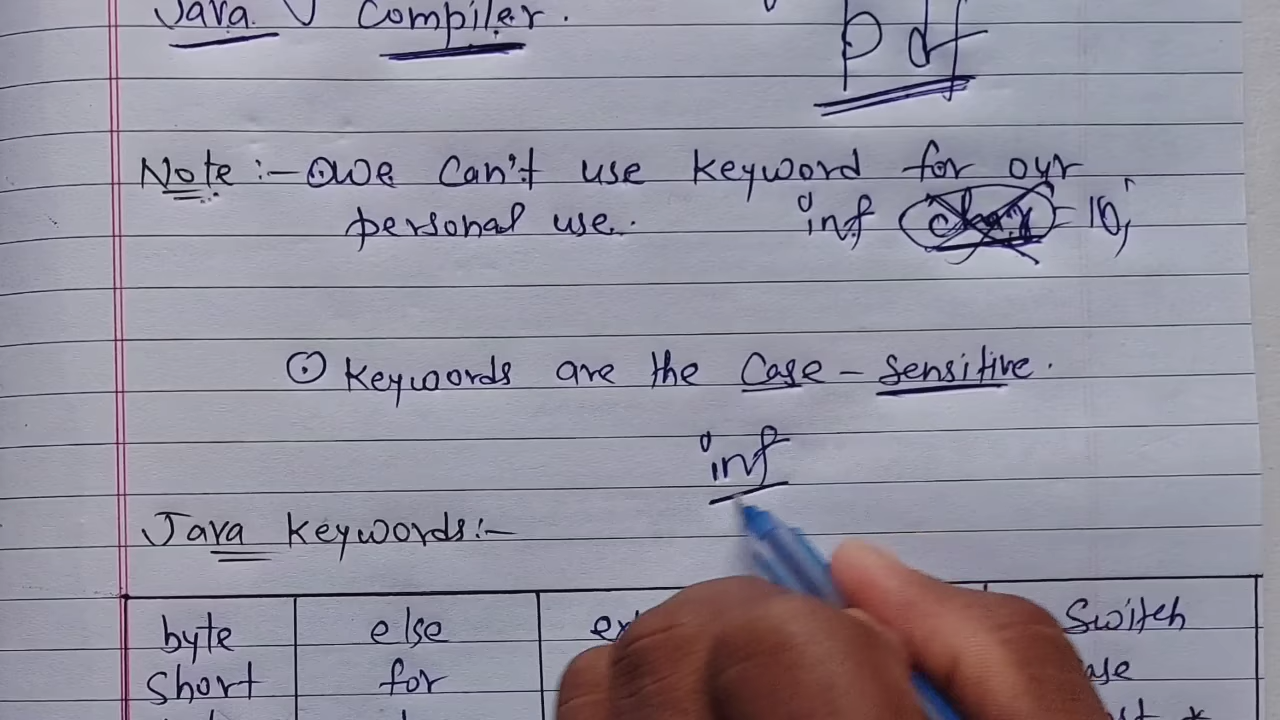 Java Compiler.
pdf
Note :- we can't use keyword for our
personal use. int = 10;
Keywords are the Case - Sensitive.
int
Java keywords:-
byte else Switch
Short for